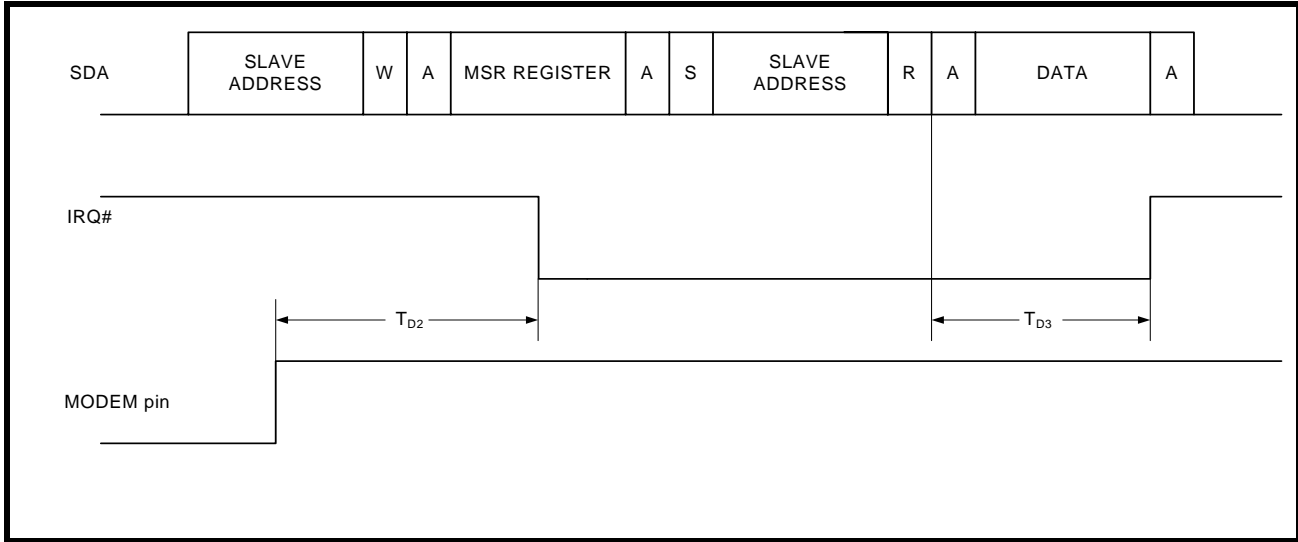 SDA
SLAVE
ADDRESS
W
A
MSR REGISTER
A
S
SLAVE
ADDRESS
R
A
DATA
A
IRQ#
TD2
TD3
MODEM pin